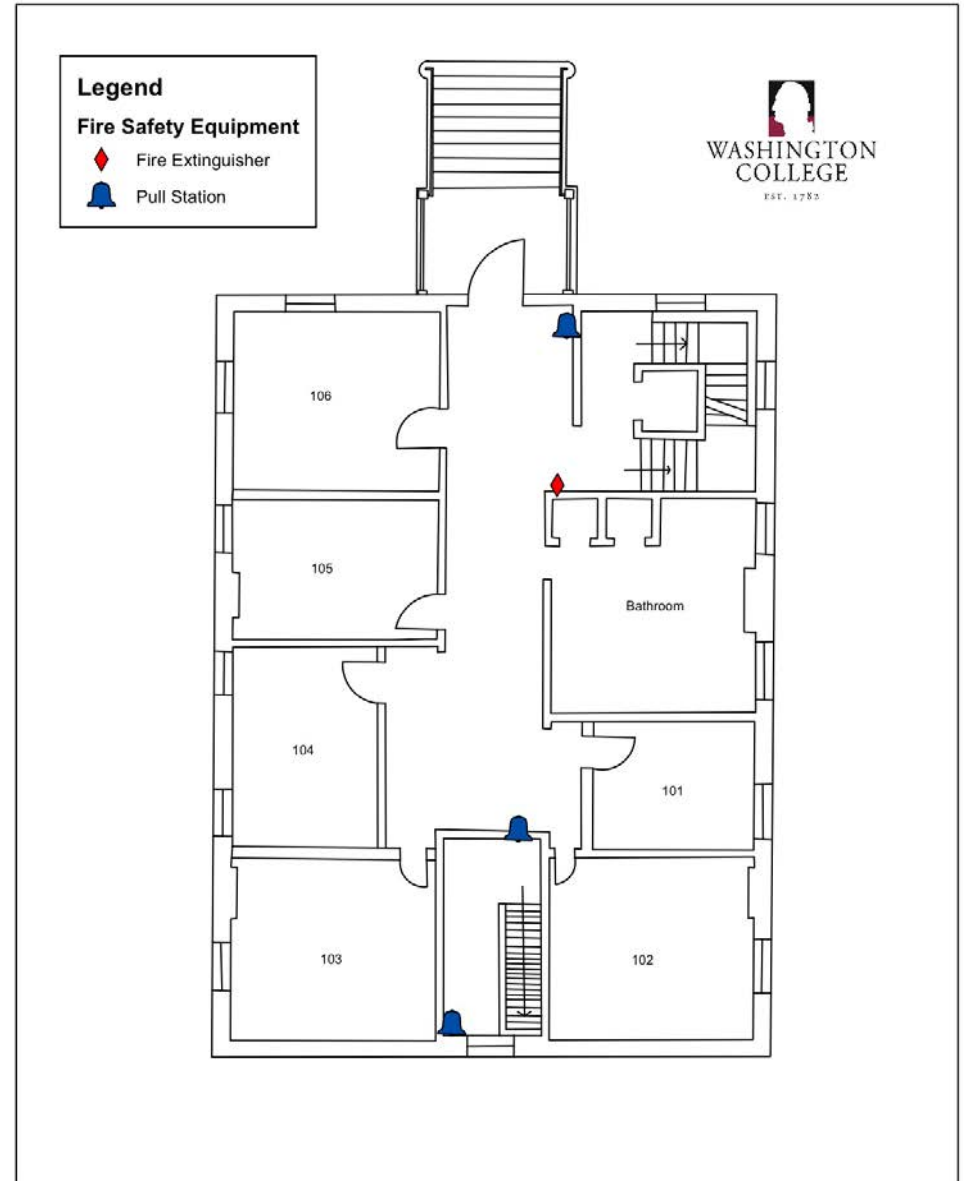 Legend
Fire Safety Equipment
Fire Extinguisher
Pull Station
WASHINGTON
COLLEGE
EST. 1782
106
105
Bathroom
104
101
103
102